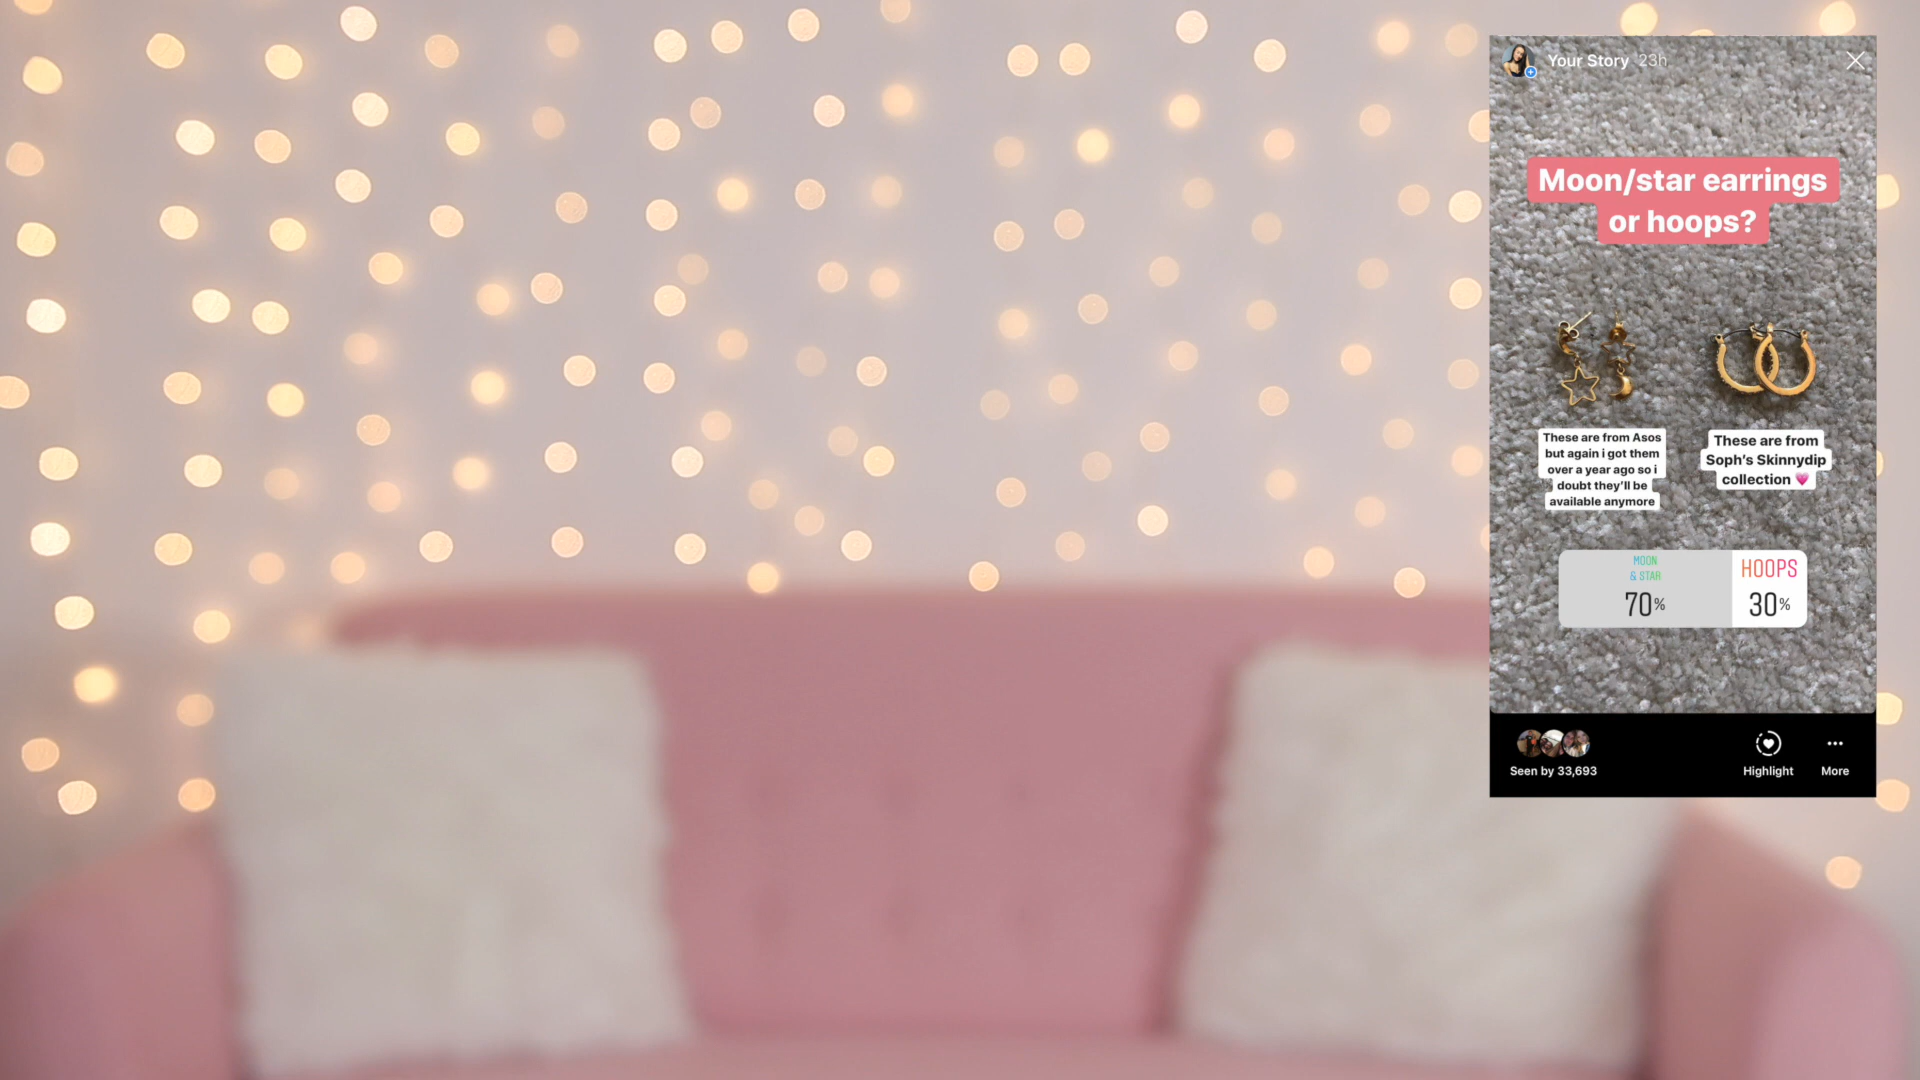 Your Story 23h
Moon/star earrings
or hoops?
These are from Asos
but again i got them
over a year ago so i
doubt they'll be
available anymore
These are from
Soph's Skinnydip
collection 💗
MOON
& STAR
70%
HOOPS
30%
Seen by 33,693
Highlight
More